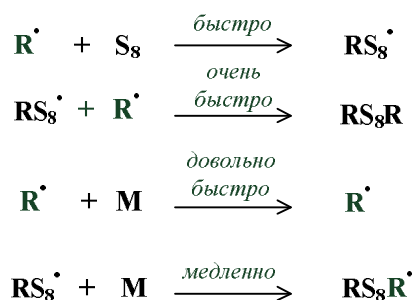 быстро
R• + S8 → RS8•
очень
быстро
RS8• + R• → RS8R
довольно
быстро
R• + M → R•
медленно
RS8• + M → RS8R•